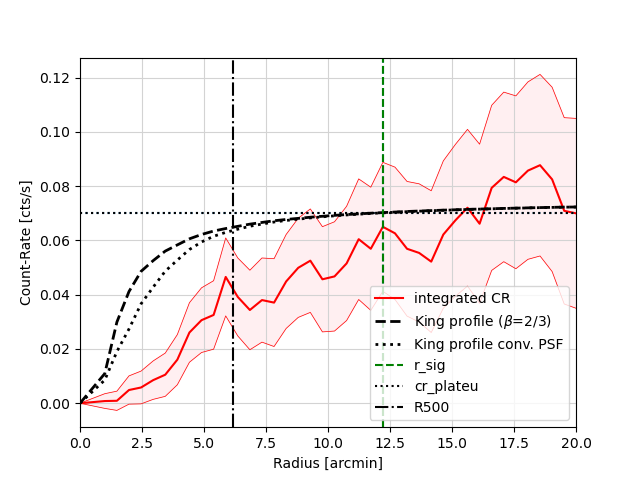 0.12
0.10
0.08
0.06
0.04
0.02
0.00
Count-Rate [cts/s]
integrated CR
King profile (β=2/3)
King profile conv. PSF
r_sig
cr_plateu
R500
0.0 2.5 5.0 7.5 10.0 12.5 15.0 17.5 20.0
Radius [arcmin]